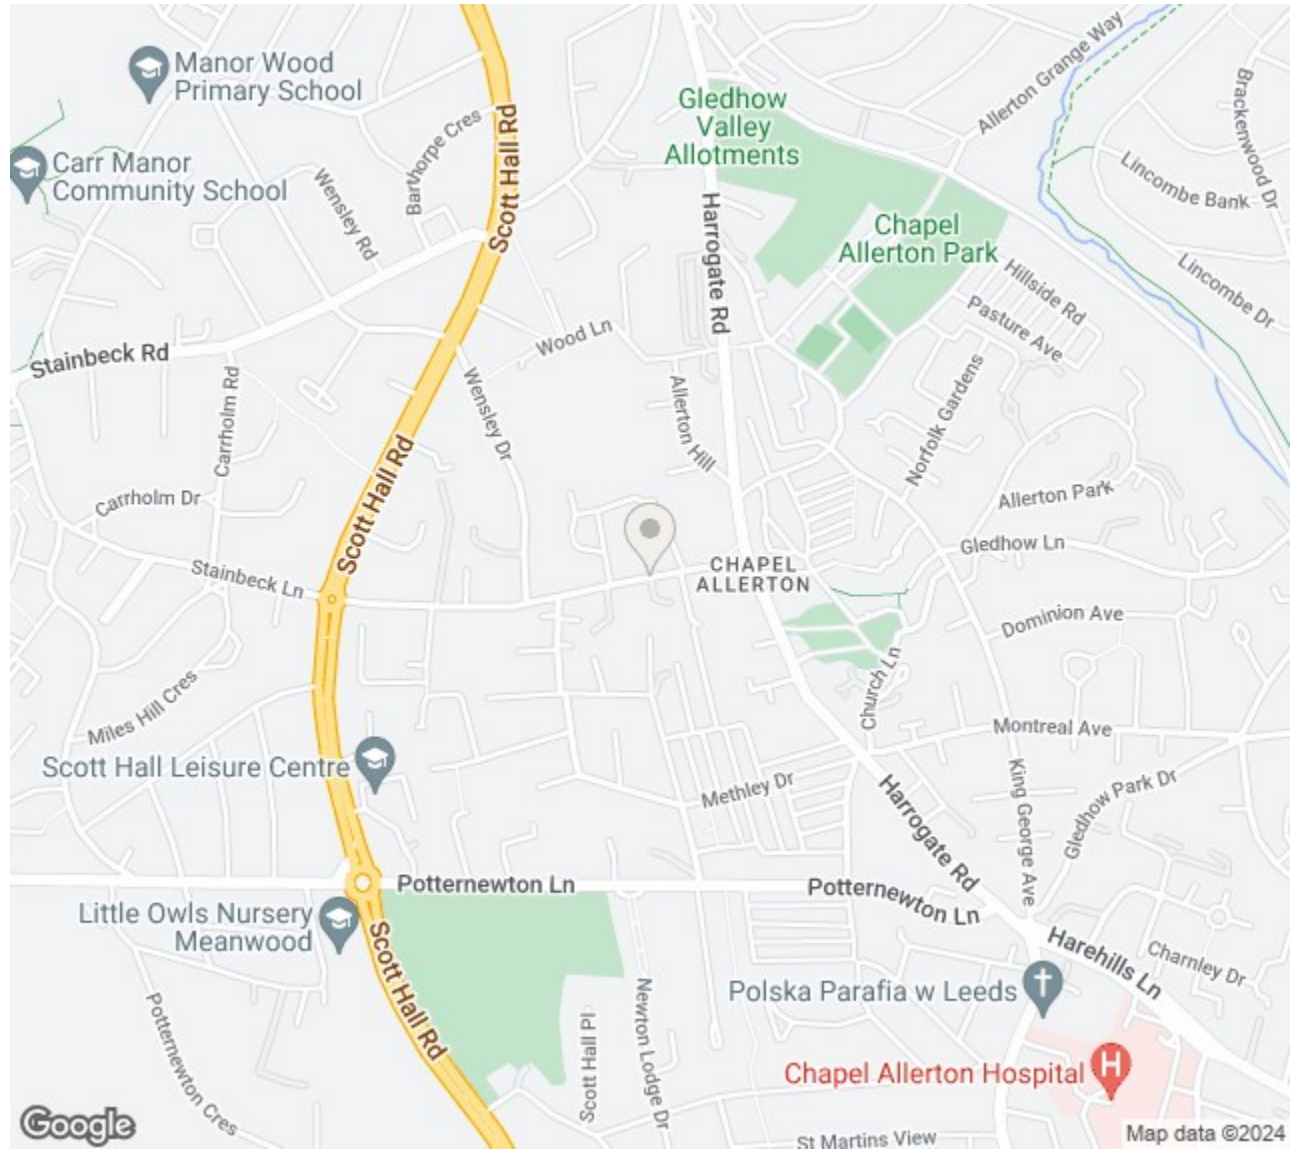 Manor Wood
Primary School
Gledhow
Valley
Allotments
Allerton Grange Way
Brackenwood Dr
Barthorpe Cres
Scott Hall Rd
Carr Manor
Community School
Lincombe Bank
Wensley Rd
Harrogate Rd
Chapel
Allerton Park
Lincombe Dr
Hillside Rd
Pasture Ave
Wood Ln
Stainbeck Rd
Carrholm Rd
Wensley Dr
Allerton Hill
Norfolk Gardens
Scott Hall Rd
Carrholm Dr
Allerton Park
Gledhow Ln
Stainbeck Ln
CHAPEL
ALLERTON
Dominion Ave
Church Ln
Miles Hill Cres
Montreal Ave
Scott Hall Leisure Centre
Methley Dr
King George Ave
Gledhow Park Dr
Harrogate Rd
Potternewton Ln
Potternewton Ln
Little Owls Nursery
Meanwood
Scott Hall Rd
Harehills Ln
Charnley Dr
Polska Parafia w Leeds
Potternewton Cres
Scott Hall Pl
Newton Lodge Dr
Chapel Allerton Hospital
H
St Martins View
Google
Map data ©2024